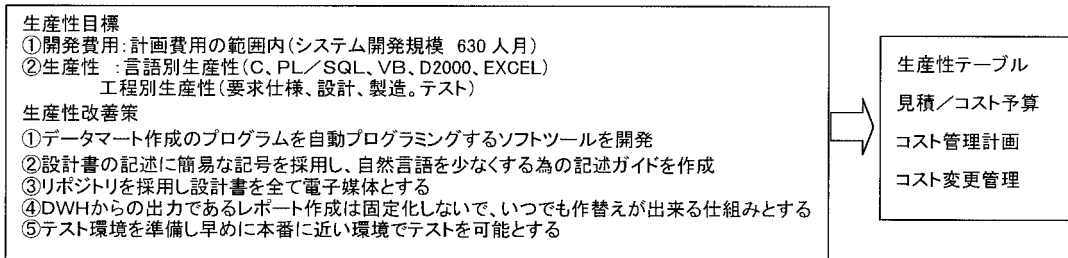 生産性目標
①開発費用:計画費用の範囲内(システム開発規模 630人月)
②生産性 :言語別生産性(C、PL/SQL、VB、D2000、EXCEL)
工程別生産性(要求仕様、設計、製造。テスト)
生産性改善策
①データマート作成のプログラムを自動プログラミングするソフトツールを開発
②設計書の記述に簡易な記号を採用し、自然言語を少なくする為の記述ガイドを作成
③リポジトリを採用し設計書を全て電子媒体とする
④DWHからの出力であるレポート作成は固定化しないで、いつでも作替えが出来る仕組みとする
⑤テスト環境を準備し早めに本番に近い環境でテストを可能とする
生産性テーブル
見積/コスト予算
コスト管理計画
コスト変更管理